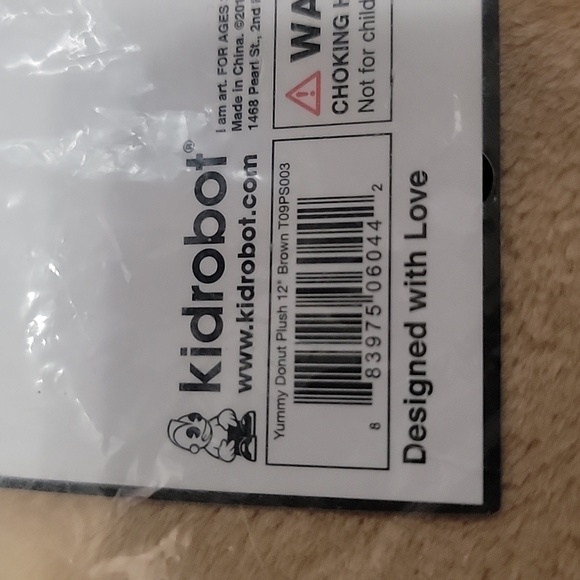 kidrobot®
www.kidrobot.com
I am art. FOR AGES
Made in China. ©201
1468 Pearl St., 2nd
Yummy Donut Plush 12" Brown T09PS003
8 83975 06044 2
WA
CHOKING H
Not for child
Designed with Love